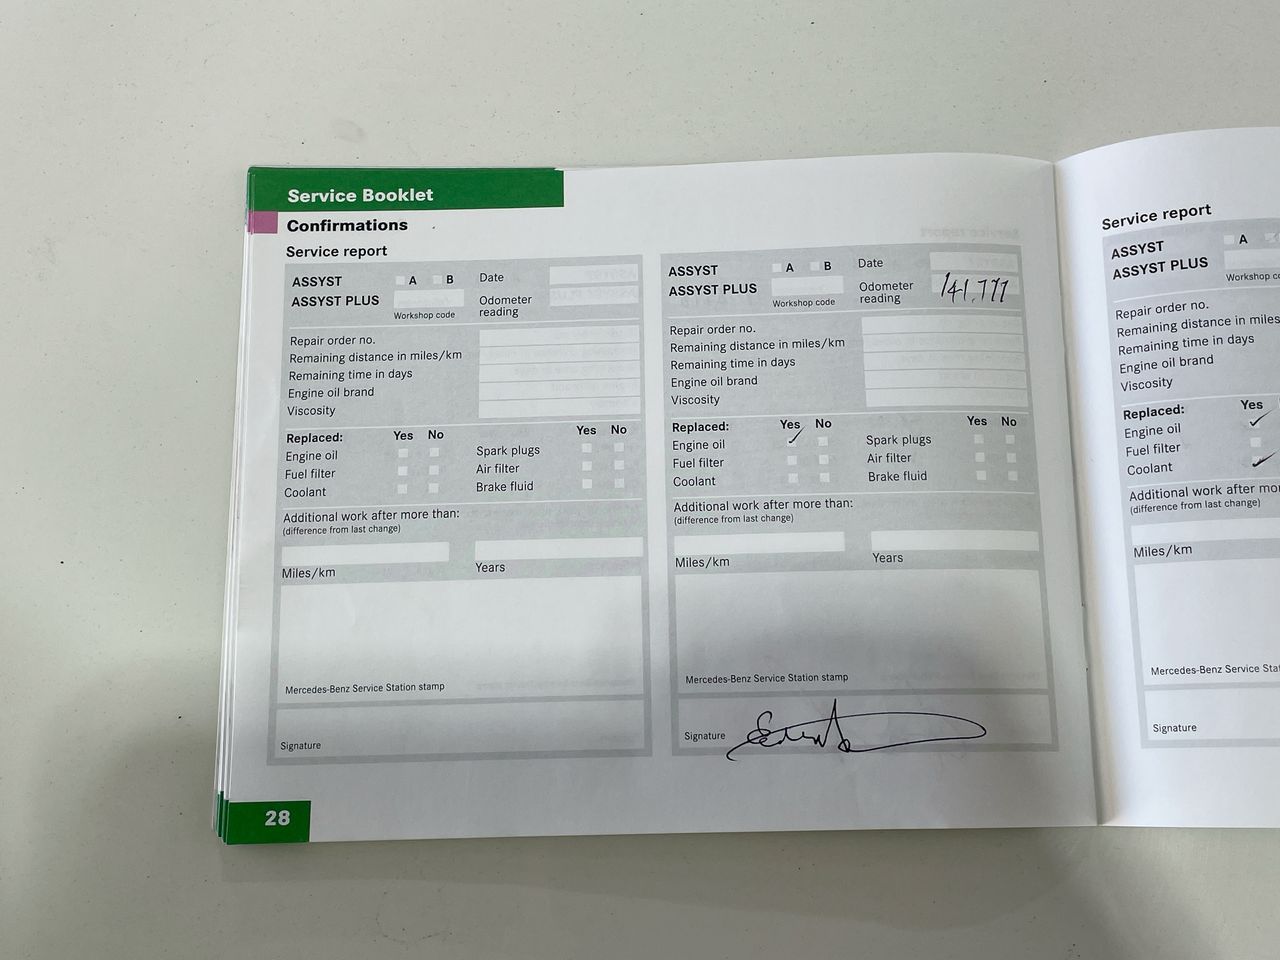 Service Booklet
Confirmations
Service report
ASSYST A B Date
ASSYST PLUS Workshop code Odometer reading
Repair order no.
Remaining distance in miles/km
Remaining time in days
Engine oil brand
Viscosity
Replaced: Yes No Yes No
Engine oil Spark plugs
Fuel filter Air filter
Coolant Brake fluid
Additional work after more than:
(difference from last change)
Miles/km Years
Mercedes-Benz Service Station stamp
Signature
28
ASSYST A B Date
ASSYST PLUS Workshop code Odometer reading 141.777
Repair order no.
Remaining distance in miles/km
Remaining time in days
Engine oil brand
Viscosity
Replaced: Yes No Yes No
Engine oil Spark plugs
Fuel filter Air filter
Coolant Brake fluid
Additional work after more than:
(difference from last change)
Miles/km Years
Mercedes-Benz Service Station stamp
Signature
Service report
ASSYST A
ASSYST PLUS
Workshop
Repair order no.
Remaining distance in miles
Remaining time in days
Engine oil brand
Viscosity
Replaced: Yes
Engine oil
Fuel filter
Coolant
Additional work after
(difference from last change)
Miles/km
Mercedes-Benz Service
Signature